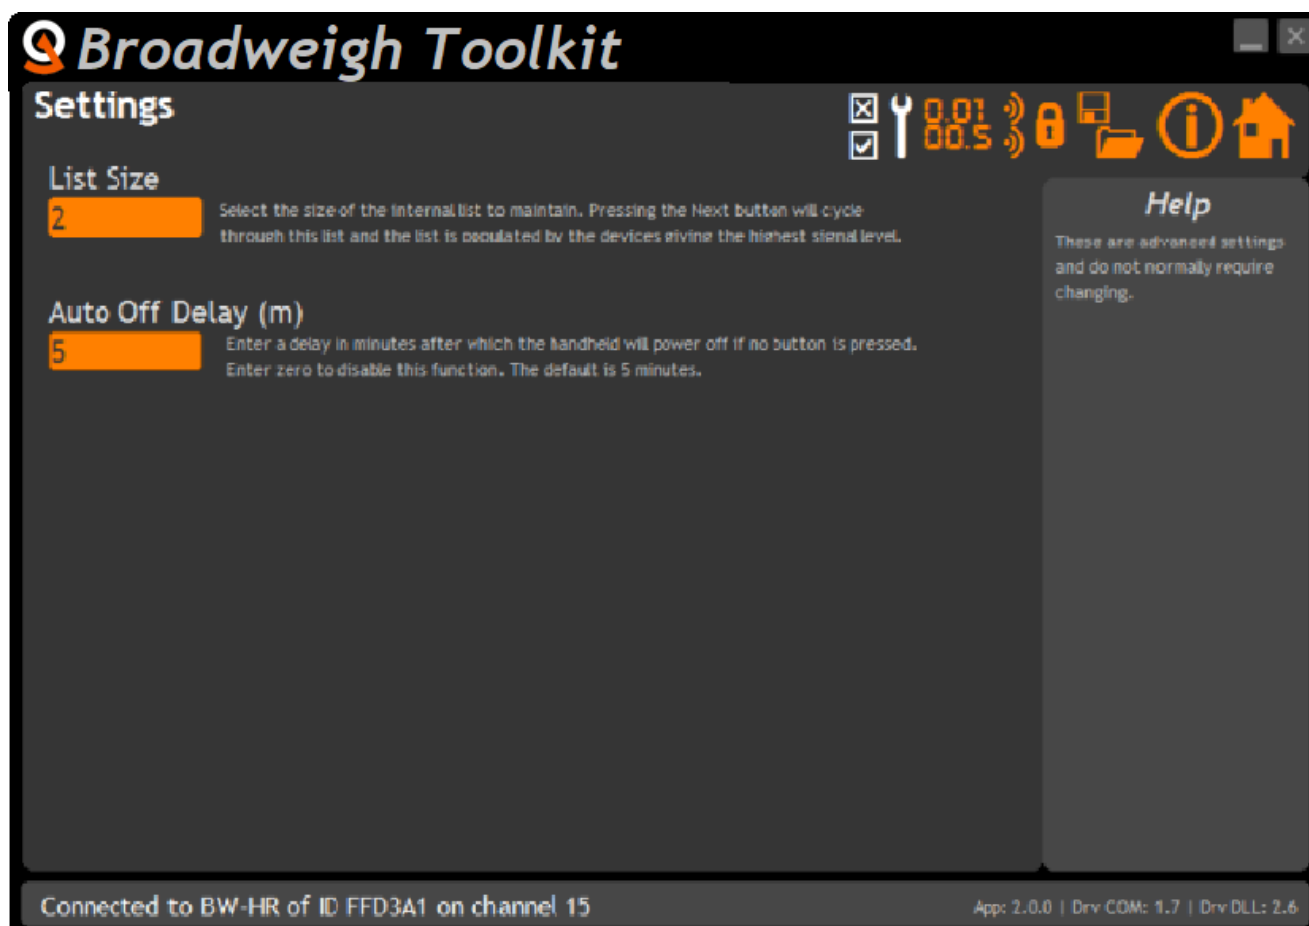 Broadweigh Toolkit
Settings
0.01
00.5
List Size
2
Select the size of the internal list to maintain. Pressing the Next button will cycle
through this list and the list is populated by the devices giving the highest signal level.
Auto Off Delay (m)
5
Enter a delay in minutes after which the handheld will power off if no button is pressed.
Enter zero to disable this function. The default is 5 minutes.
Help
These are advanced settings
and do not normally require
changing.
Connected to BW-HR of ID FFD3A1 on channel 15
App: 2.0.0 | Drv COM: 1.7 | Drv DLL: 2.6